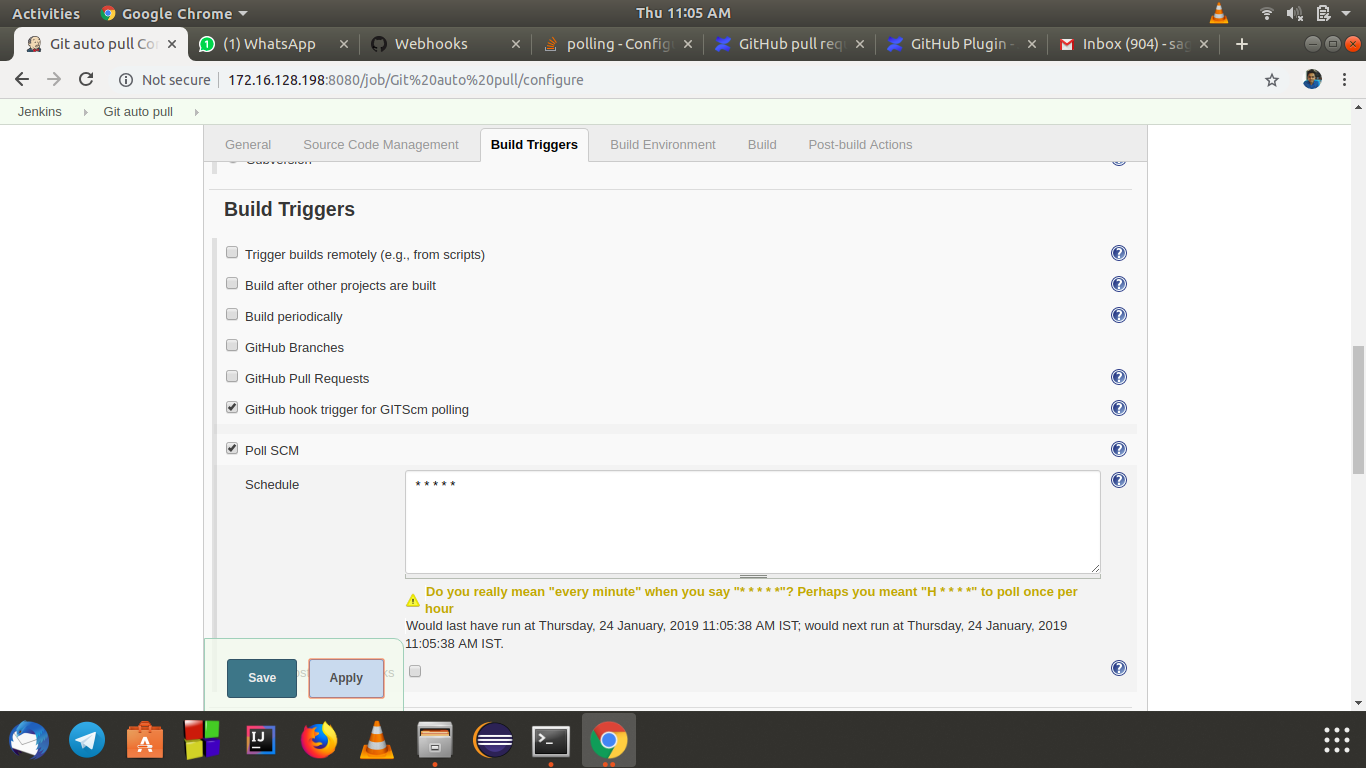 Activities
Google Chrome
Thu 11:05 AM
Git auto pull Co
(1) WhatsApp
Webhooks
polling - Config
GitHub pull req
GitHub Plugin -
Inbox (904) - sag
Not secure
172.16.128.198:8080/job/Git%20auto%20pull/configure
Jenkins
Git auto pull
General
Source Code Management
Build Triggers
Build Environment
Build
Post-build Actions
Subversion
Build Triggers
Trigger builds remotely (e.g., from scripts)
Build after other projects are built
Build periodically
GitHub Branches
GitHub Pull Requests
GitHub hook trigger for GITScm polling
Poll SCM
Schedule
* * * * *
Do you really mean "every minute" when you say "* * * * *"? Perhaps you meant "H * * * *" to poll once per
hour
Would last have run at Thursday, 24 January, 2019 11:05:38 AM IST; would next run at Thursday, 24 January, 2019
11:05:38 AM IST.
Save
Apply